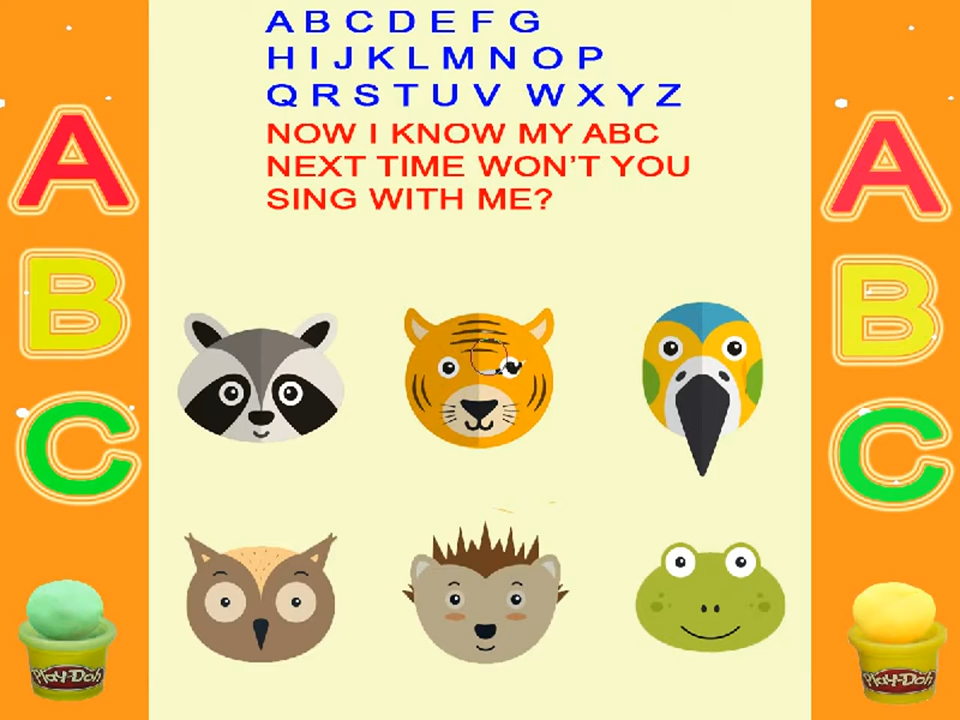 A B C D E F G
H I J K L M N O P
Q R S T U V W X Y Z
NOW I KNOW MY ABC
NEXT TIME WON'T YOU
SING WITH ME?
A
B
C
A
B
C
Play-Doh
Play-Doh